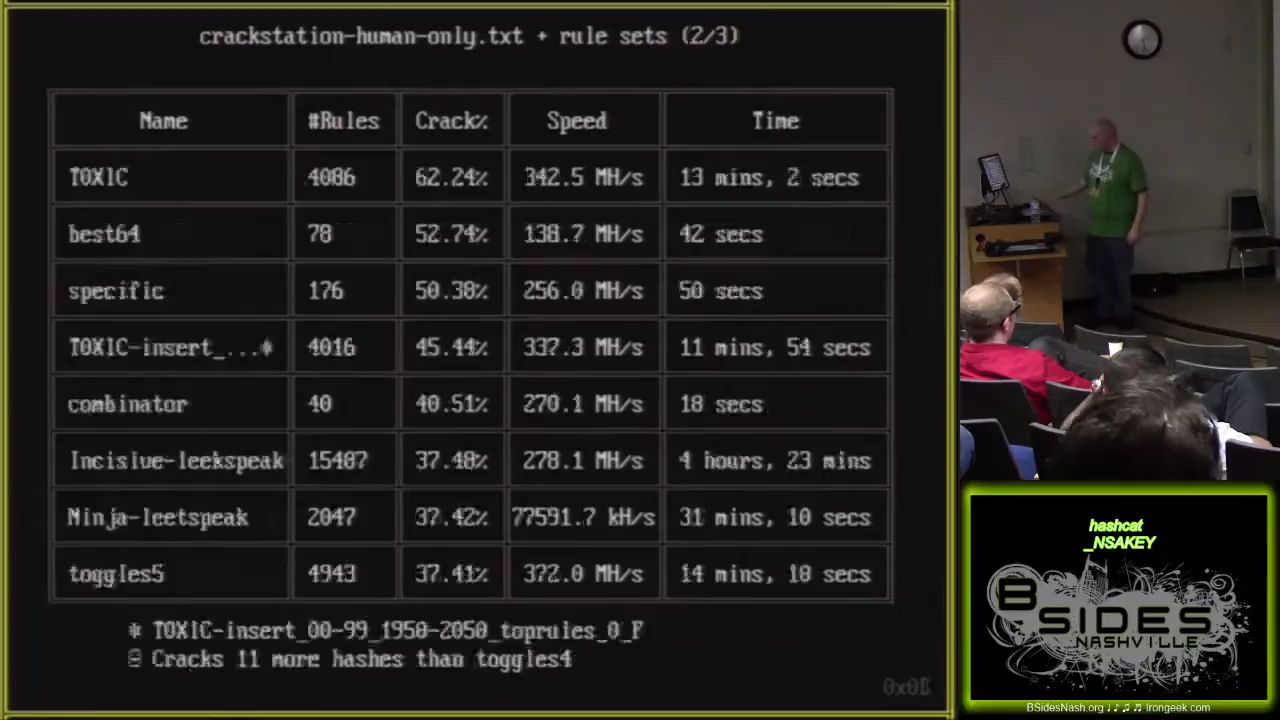 crackstation-human-only.txt + rule sets (2/3)
Name #Rules Crack% Speed Time
T0X1C 4086 62.24% 342.5 MH/s 13 mins, 2 secs
best64 78 52.74% 138.7 MH/s 42 secs
specific 176 50.38% 256.0 MH/s 50 secs
T0X1C-insert_...* 4016 45.44% 337.3 MH/s 11 mins, 54 secs
combinator 40 40.51% 270.1 MH/s 18 secs
Incisive-leekspeak 15487 37.48% 278.1 MH/s 4 hours, 23 mins
Ninja-leetspeak 2047 37.42% 77591.7 kH/s 31 mins, 10 secs
toggles5 4943 37.41% 372.0 MH/s 14 mins, 18 secs
* T0X1C-insert_00-99_1950-2050_toprules_0_F
Cracks 11 more hashes than toggles4
hashcat
_NSAKEY
BSIDES
NASHVILLE
BSidesNash.org ♩♪♫♫ Irongeek.com